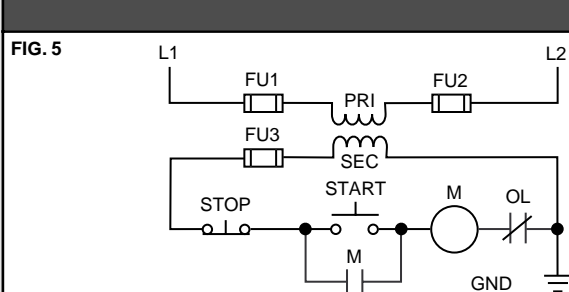 FIG. 5
L1
L2
FU1
PRI
FU2
FU3
SEC
START
STOP
M
OL
M
GND